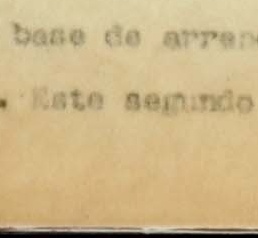 base de arren
. Este segundo